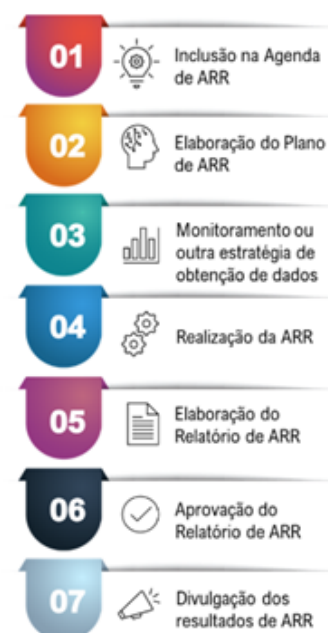 01
Inclusão na Agenda
de ARR
02
Elaboração do Plano
de ARR
03
Monitoramento ou
outra estratégia de
obtenção de dados
04
Realização da ARR
05
Elaboração do
Relatório de ARR
06
Aprovação do
Relatório de ARR
07
Divulgação dos
resultados de ARR